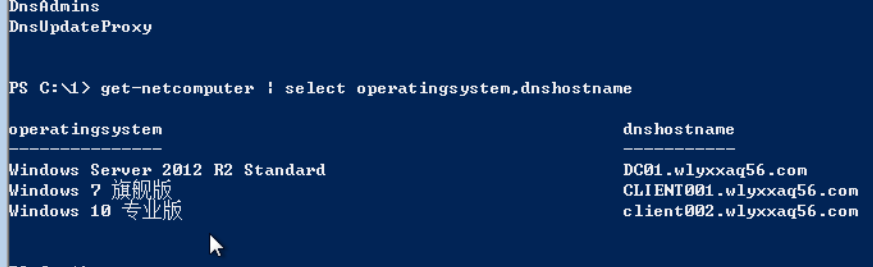 DnsAdmins
DnsUpdateProxy
PS C:\1> get-netcomputer | select operatingsystem,dnshostname
operatingsystem dnshostname
--------------- -----------
Windows Server 2012 R2 Standard DC01.wlyxxaq56.com
Windows 7 旗舰版 CLIENT001.wlyxxaq56.com
Windows 10 专业版 client002.wlyxxaq56.com